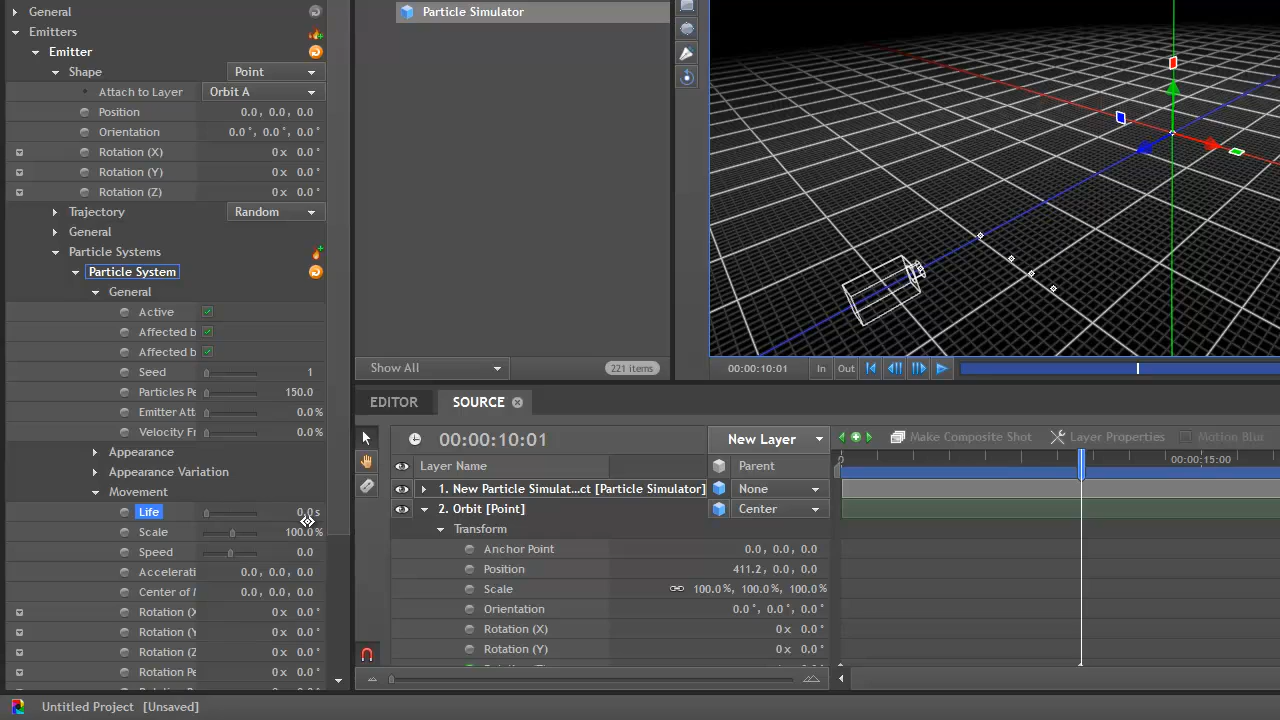 General
Emitters
Emitter
Shape Point
Attach to Layer Orbit A
Position 0.0, 0.0, 0.0
Orientation 0.0°, 0.0°, 0.0°
Rotation (X) 0x 0.0°
Rotation (Y) 0x 0.0°
Rotation (Z) 0x 0.0°
Trajectory Random
General
Particle Systems
Particle System
General
Active
Affected b
Affected b
Seed 1
Particles Pe 150.0
Emitter Att 0.0%
Velocity Fr 0.0%
Appearance
Appearance Variation
Movement
Life 0.0s
Scale 100.0%
Speed 0.0
Accelerati 0.0, 0.0, 0.0
Center of 0.0, 0.0, 0.0
Rotation (X 0x 0.0°
Rotation (Y 0x 0.0°
Rotation (Z 0x 0.0°
Rotation Pe 0x 0.0°
Particle Simulator
Show All 221 items
00:00:10:01 In Out
EDITOR SOURCE
00:00:10:01 New Layer Make Composite Shot Layer Properties Motion Blur
Layer Name Parent 0 00:00:15:00
1. New Particle Simulat...ct [Particle Simulator] None
2. Orbit [Point] Center
Transform
Anchor Point 0.0, 0.0, 0.0
Position 411.2, 0.0, 0.0
Scale 100.0%, 100.0%, 100.0%
Orientation 0.0°, 0.0°, 0.0°
Rotation (X) 0x 0.0°
Rotation (Y) 0x 0.0°
Untitled Project [Unsaved]